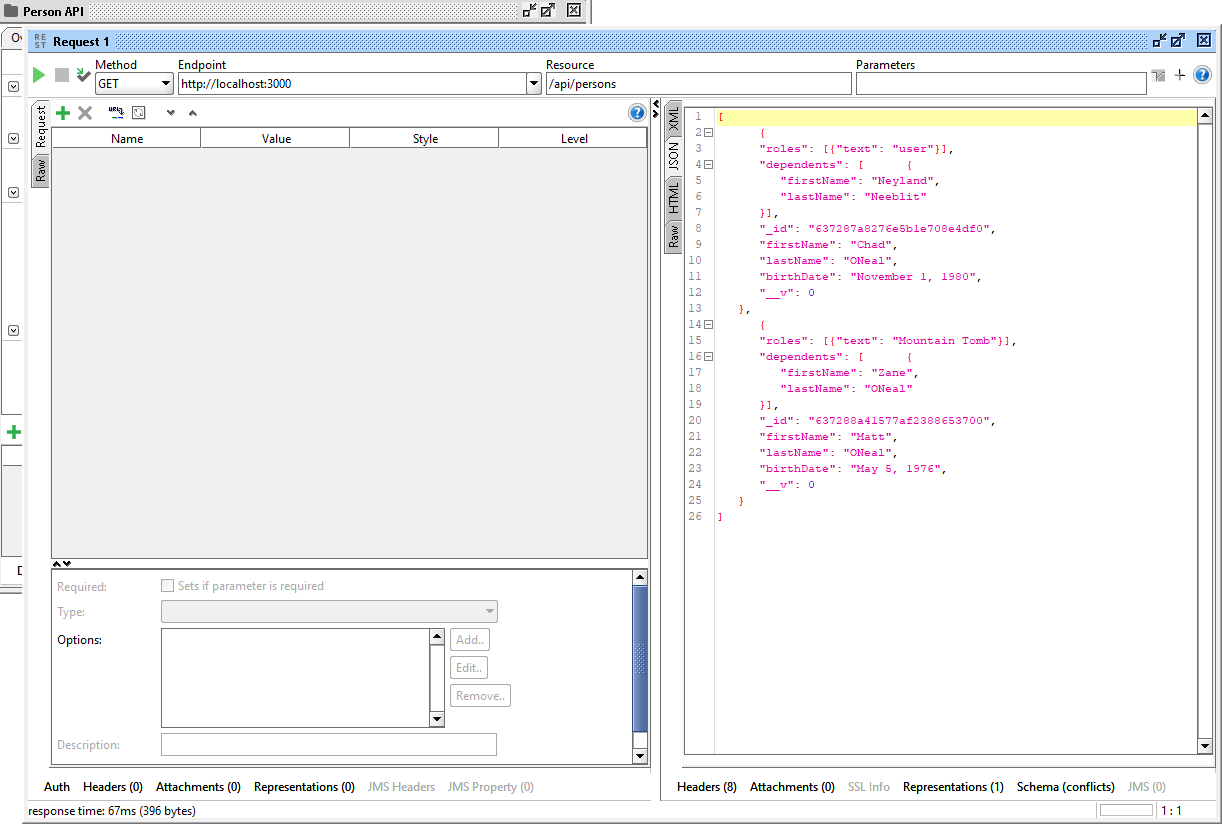 Person API
Ov
REST Request 1
Method Endpoint Resource Parameters
GET http://localhost:3000 /api/persons
Request
Raw
Name Value Style Level
XML
JSON
HTML
Raw
1 [
2 {
3 "roles": [{"text": "user"}],
4 "dependents": [ {
5 "firstName": "Neyland",
6 "lastName": "Neeblit"
7 }],
8 "_id": "637287a8276e5b1e708e4df0",
9 "firstName": "Chad",
10 "lastName": "ONeal",
11 "birthDate": "November 1, 1980",
12 "__v": 0
13 },
14 {
15 "roles": [{"text": "Mountain Tomb"}],
16 "dependents": [ {
17 "firstName": "Zane",
18 "lastName": "ONeal"
19 }],
20 "_id": "637288a41577af2388653700",
21 "firstName": "Matt",
22 "lastName": "ONeal",
23 "birthDate": "May 5, 1976",
24 "__v": 0
25 }
26 ]
Required: Sets if parameter is required
Type:
Options:
Add..
Edit..
Remove..
Description:
Auth Headers (0) Attachments (0) Representations (0) JMS Headers JMS Property (0)
Headers (8) Attachments (0) SSL Info Representations (1) Schema (conflicts) JMS (0)
response time: 67ms (396 bytes)
1 : 1